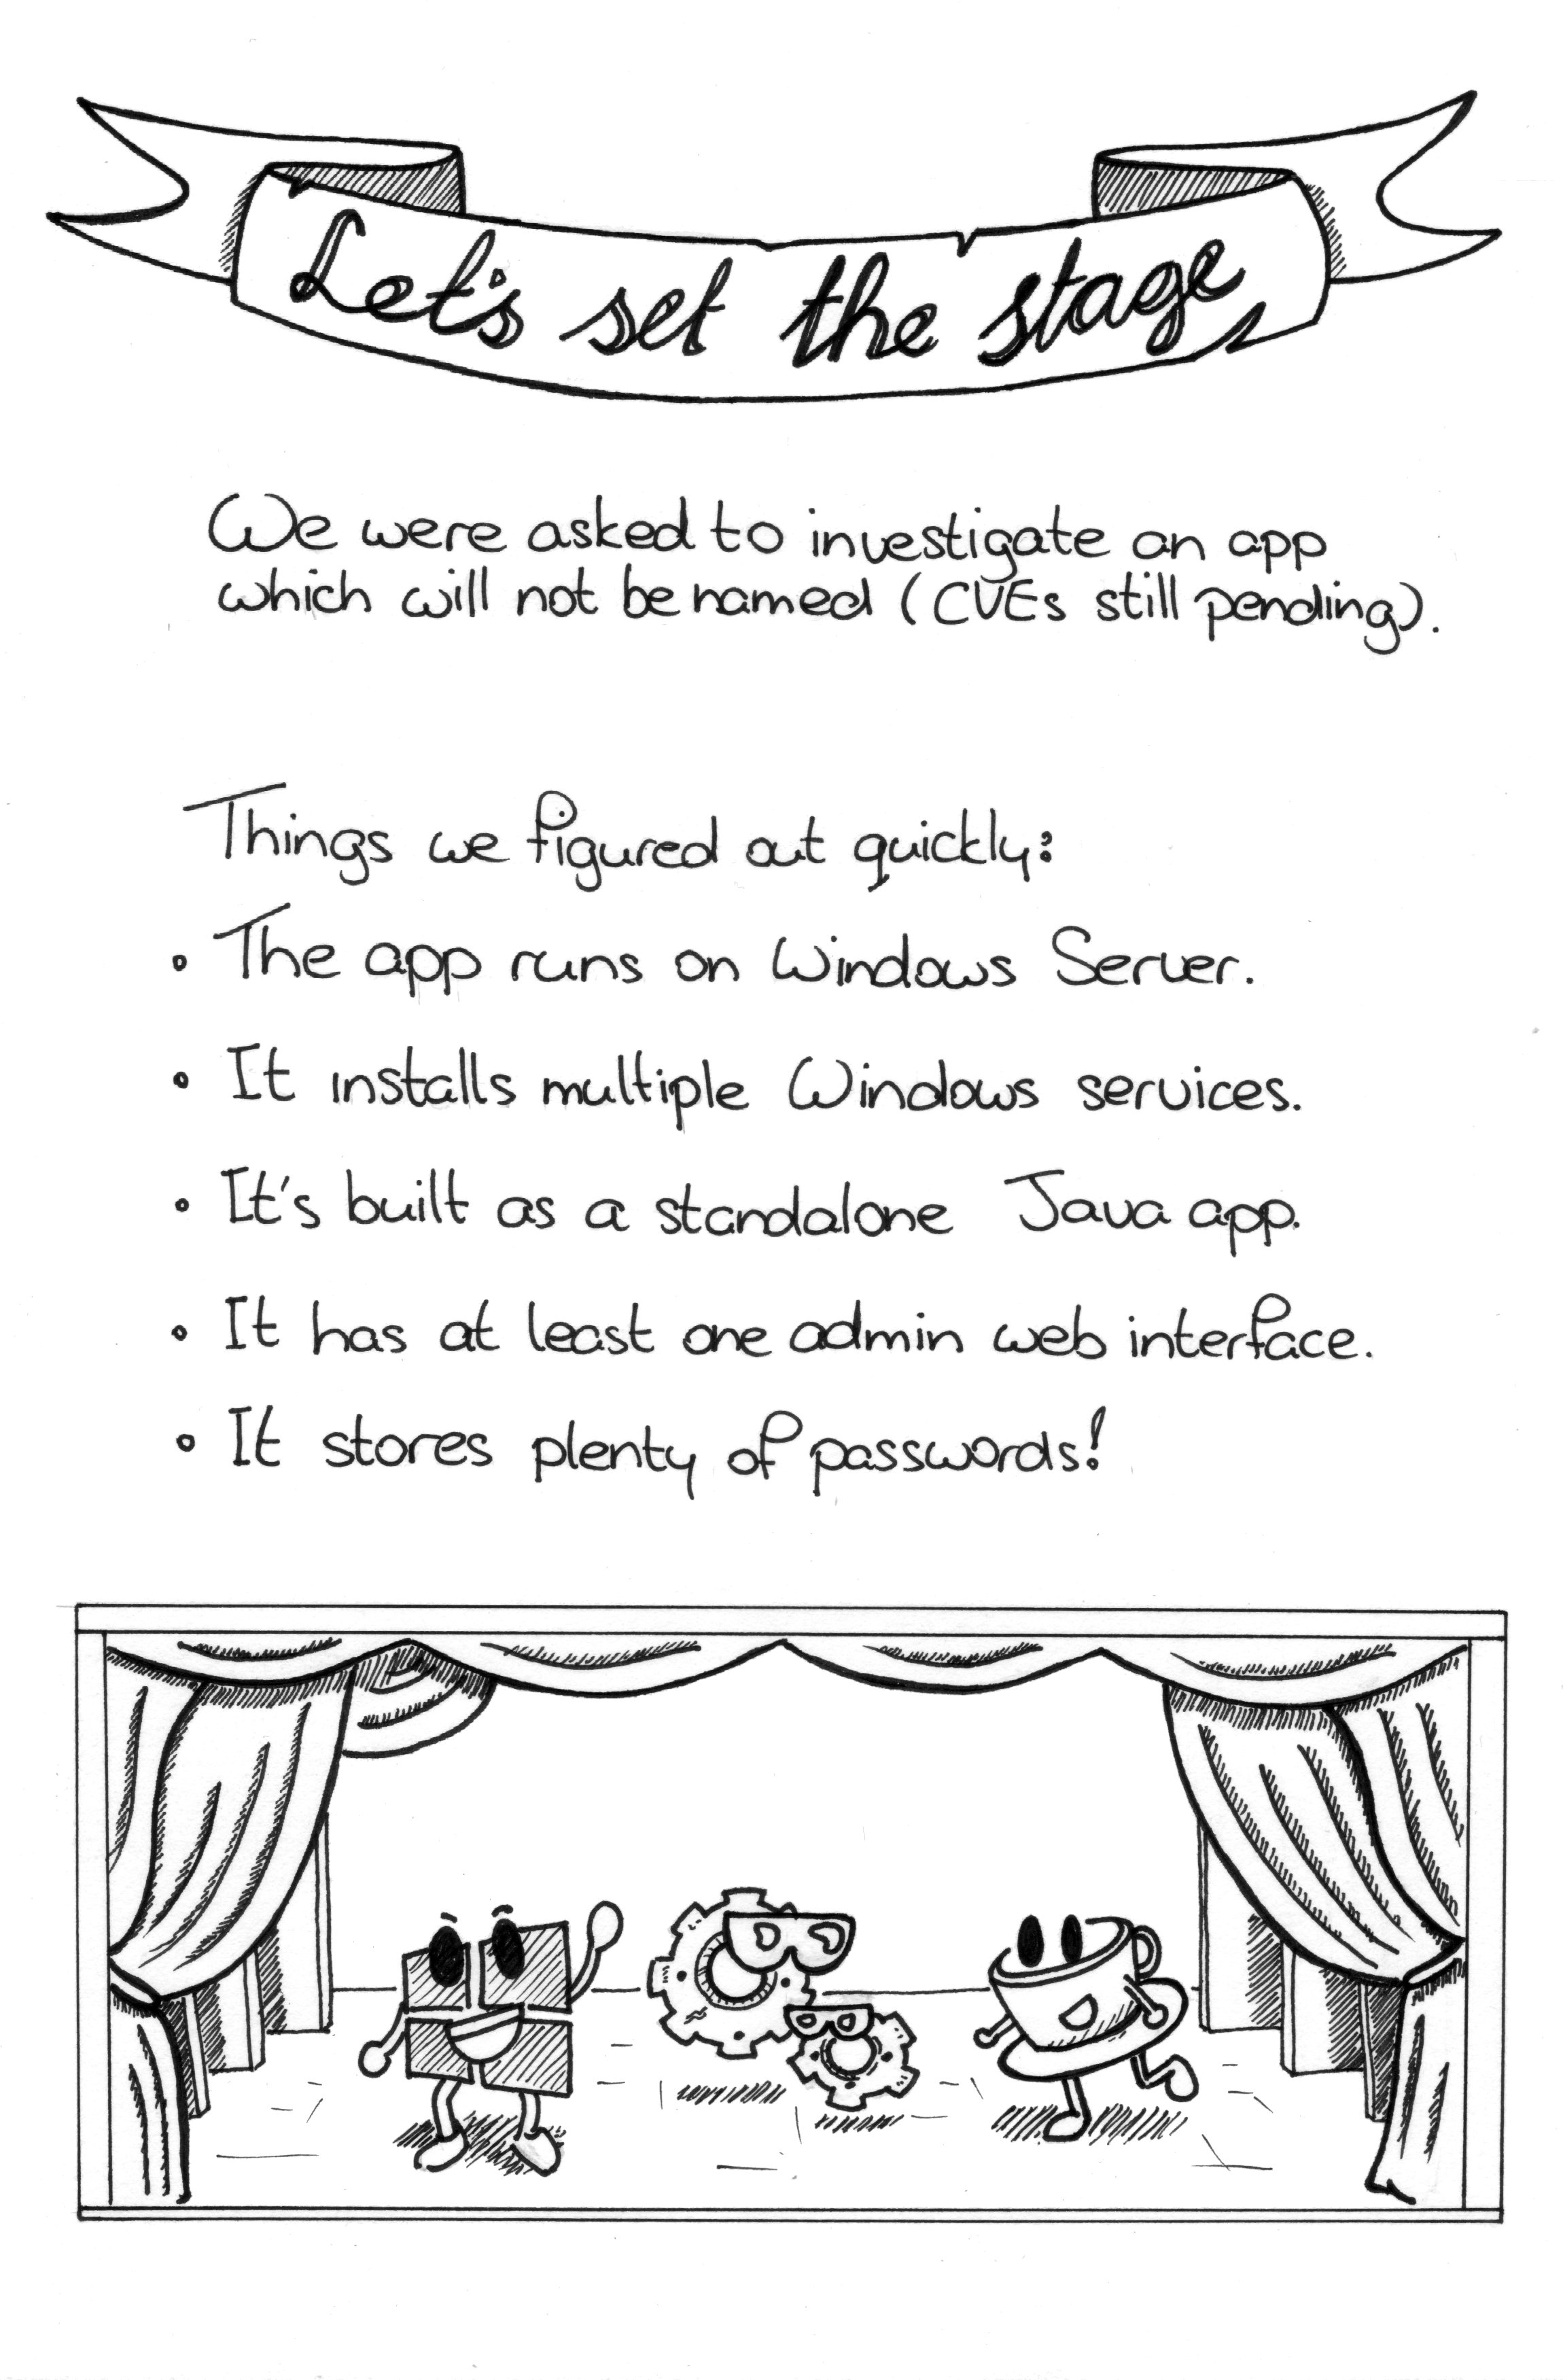 Let's set the stage
We were asked to investigate an app
which will not be named (CVEs still pending).
Things we figured out quickly:
• The app runs on Windows Server.
• It installs multiple Windows services.
• It's built as a standalone Java app.
• It has at least one admin web interface.
• It stores plenty of passwords!